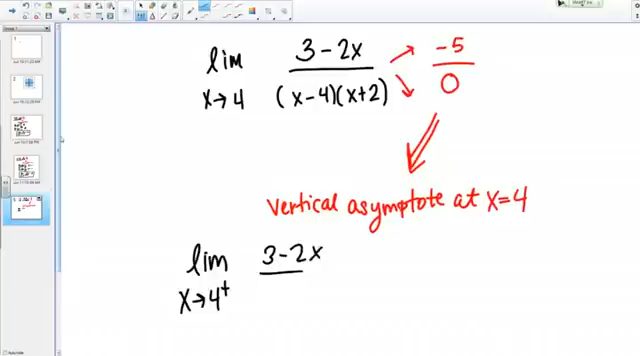 lim 3 - 2x -5
x→4 (x-4)(x+2) 0
vertical asymptote at x=4
lim 3 - 2x
x→4⁺